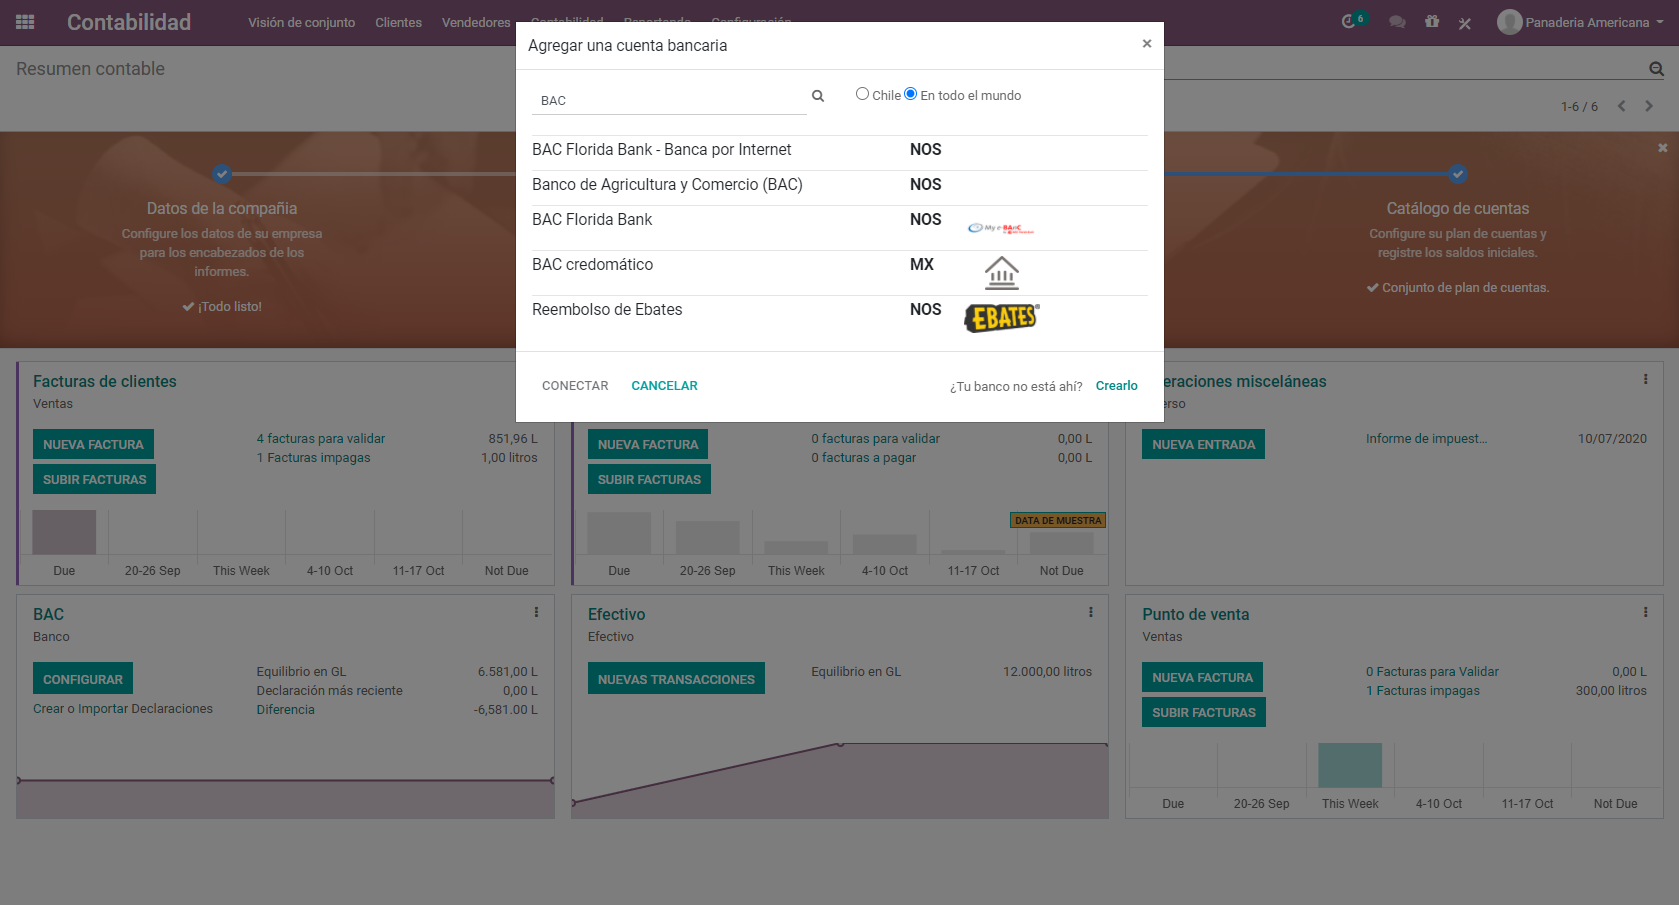 Contabilidad
Visión de conjunto Clientes Vendedores Contabilidad Reportando Configuración
6
Panaderia Americana
Resumen contable
1-6 / 6
Agregar una cuenta bancaria
×
BAC
Chile En todo el mundo
BAC Florida Bank - Banca por Internet NOS
Banco de Agricultura y Comercio (BAC) NOS
BAC Florida Bank NOS
BAC credomático MX
Reembolso de Ebates NOS EBATES
CONECTAR CANCELAR ¿Tu banco no está ahí? Crearlo
Datos de la compañia
Configure los datos de su empresa
para los encabezados de los
informes.
¡Todo listo!
Catálogo de cuentas
Configure su plan de cuentas y
registre los saldos iniciales.
Conjunto de plan de cuentas.
Facturas de clientes
Ventas
NUEVA FACTURA
SUBIR FACTURAS
4 facturas para validar 851,96 L
1 Facturas impagas 1,00 litros
Due 20-26 Sep This Week 4-10 Oct 11-17 Oct Not Due
NUEVA FACTURA
SUBIR FACTURAS
0 facturas para validar 0,00 L
0 facturas a pagar 0,00 L
DATA DE MUESTRA
Due 20-26 Sep This Week 4-10 Oct 11-17 Oct Not Due
eraciones misceláneas
erso
NUEVA ENTRADA
Informe de impuest... 10/07/2020
BAC
Banco
CONFIGURAR
Crear o Importar Declaraciones
Equilibrio en GL 6.581,00 L
Declaración más reciente 0,00 L
Diferencia -6,581.00 L
Efectivo
Efectivo
NUEVAS TRANSACCIONES
Equilibrio en GL 12.000,00 litros
Punto de venta
Ventas
NUEVA FACTURA
SUBIR FACTURAS
0 Facturas para Validar 0,00 L
1 Facturas impagas 300,00 litros
Due 20-26 Sep This Week 4-10 Oct 11-17 Oct Not Due